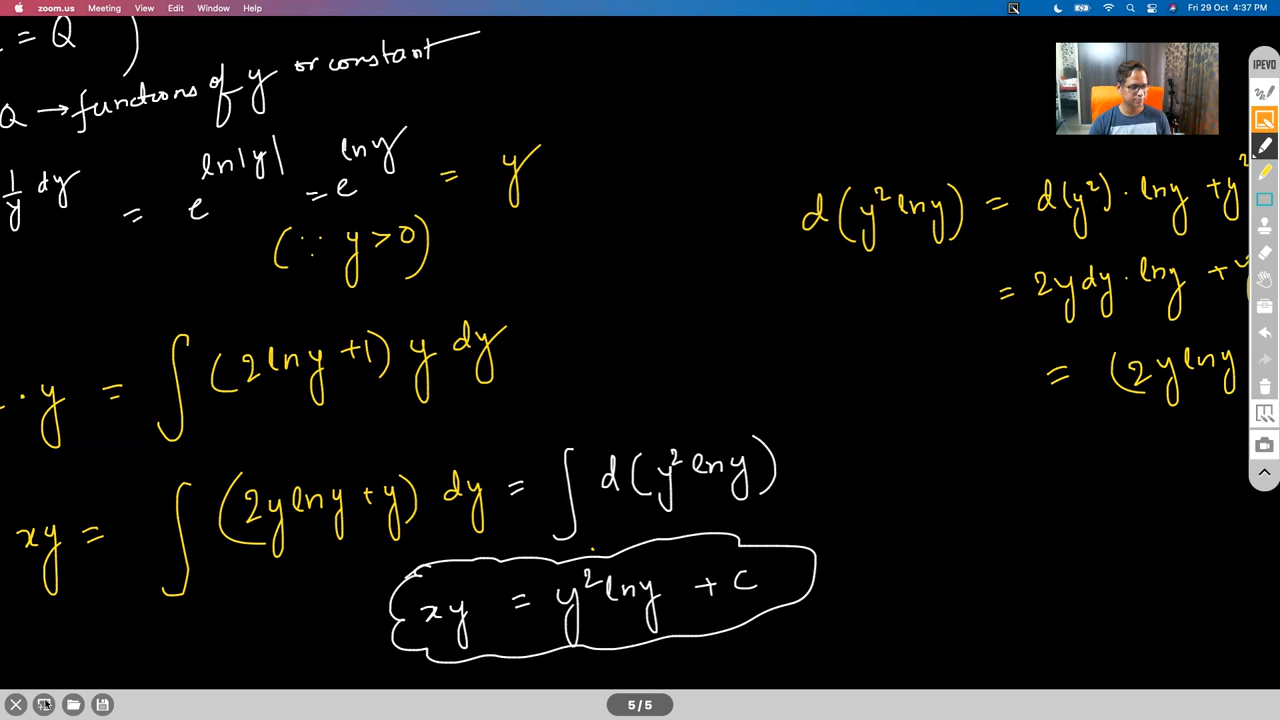 zoom.us Meeting View Edit Window Help Fri 29 Oct 4:37 PM
= Q )
Q → functions of y or constant
1/y dy = e^{ln|y|} = e^{ln y} = y
(∵ y > 0)
· y = ∫ (2 ln y + 1) y dy
xy = ∫ (2y ln y + y) dy = ∫ d(y² ln y)
xy = y² ln y + c
d(y² ln y) = d(y²) · ln y + y²
= 2y dy · ln y +
= (2y ln y
IPEVO
5 / 5